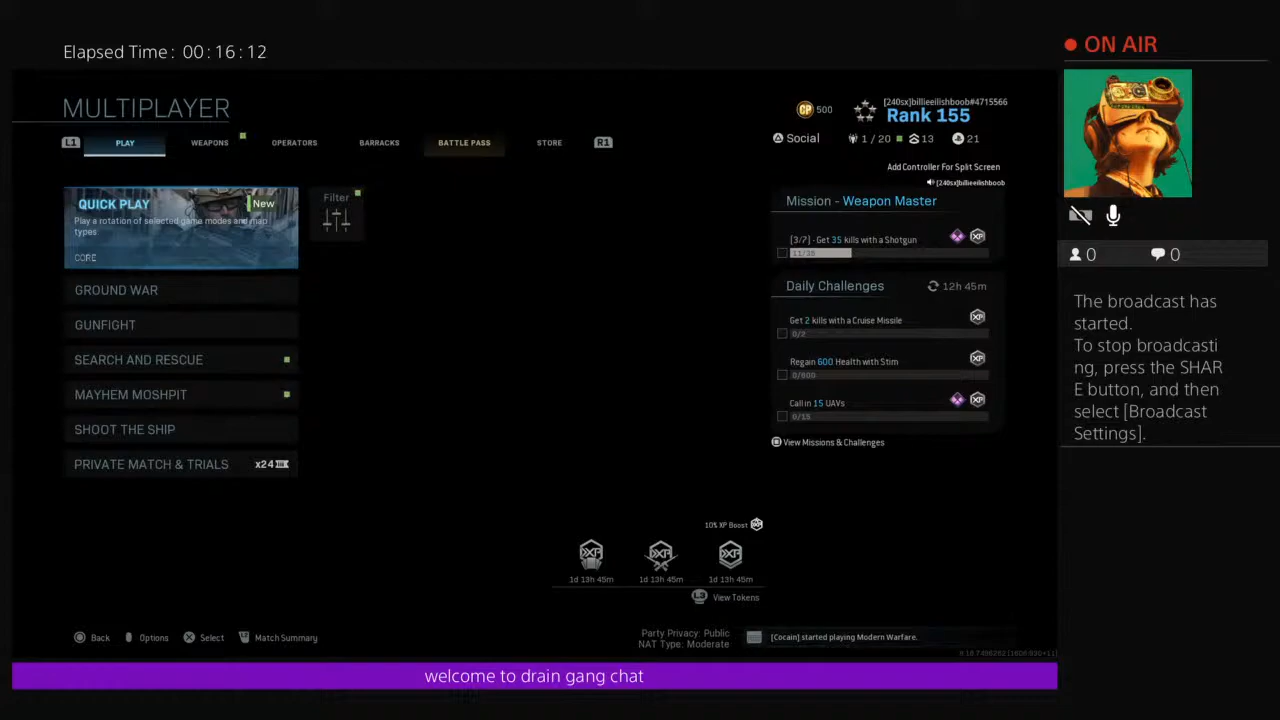 Elapsed Time: 00:16:12
ON AIR
MULTIPLAYER
CP 500
[240sx]billieeilishboob#4715566
Rank 155
L1 PLAY WEAPONS OPERATORS BARRACKS BATTLE PASS STORE R1
Social 1 / 20 13 21
Add Controller For Split Screen
[240sx]billieeilishboob
QUICK PLAY New
Play a rotation of selected game modes and map types.
CORE
Filter
GROUND WAR
GUNFIGHT
SEARCH AND RESCUE
MAYHEM MOSHPIT
SHOOT THE SHIP
PRIVATE MATCH & TRIALS x24
Mission - Weapon Master
[3/7] - Get 35 kills with a Shotgun XP
11/35
Daily Challenges 12h 45m
Get 2 kills with a Cruise Missile XP
0/2
Regain 600 Health with Stim XP
0/600
Call in 15 UAVs XP
0/15
View Missions & Challenges
10% XP Boost
1d 13h 45m 1d 13h 45m 1d 13h 45m
L3 View Tokens
Back Options Select Match Summary
Party Privacy: Public
NAT Type: Moderate
[Cocain] started playing Modern Warfare.
welcome to drain gang chat
0 0
The broadcast has
started.
To stop broadcasti
ng, press the SHAR
E button, and then
select [Broadcast
Settings].